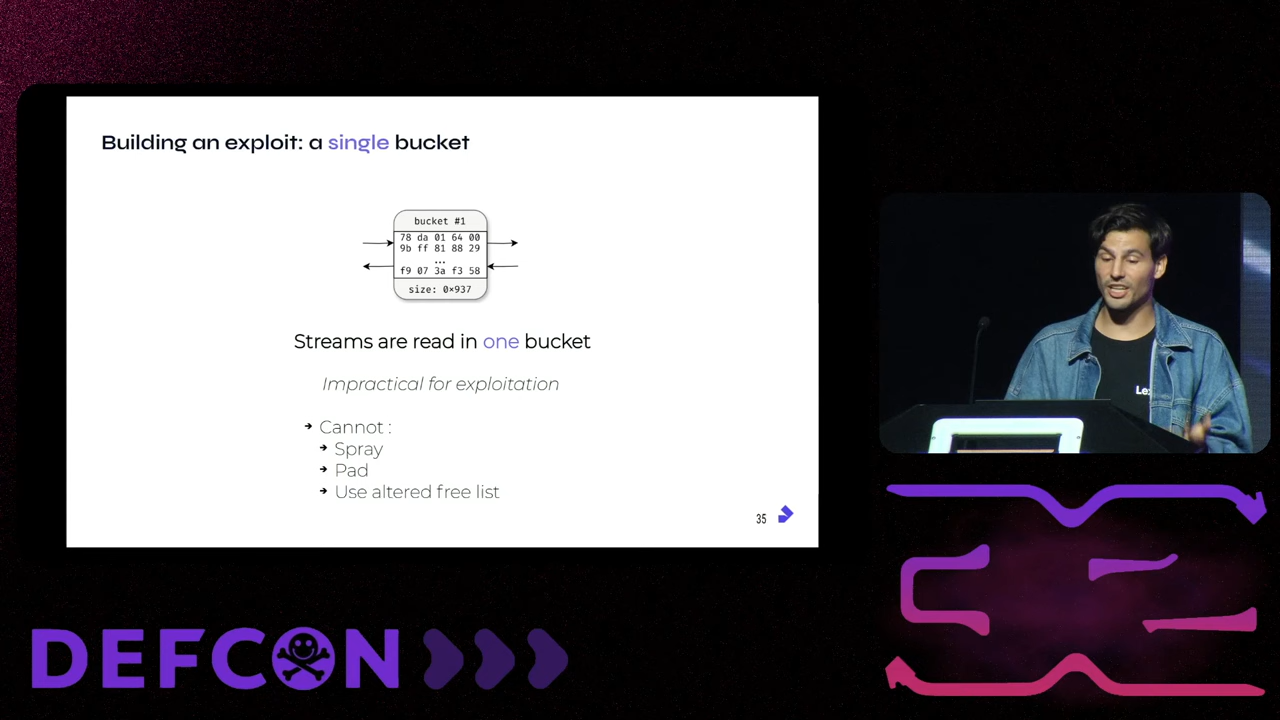 Building an exploit: a single bucket
bucket #1
78 da 01 64 00
9b ff 81 88 29
...
f9 07 3a f3 58
size: 0×937
Streams are read in one bucket
Impractical for exploitation
Cannot :
Spray
Pad
Use altered free list
35
DEFCON